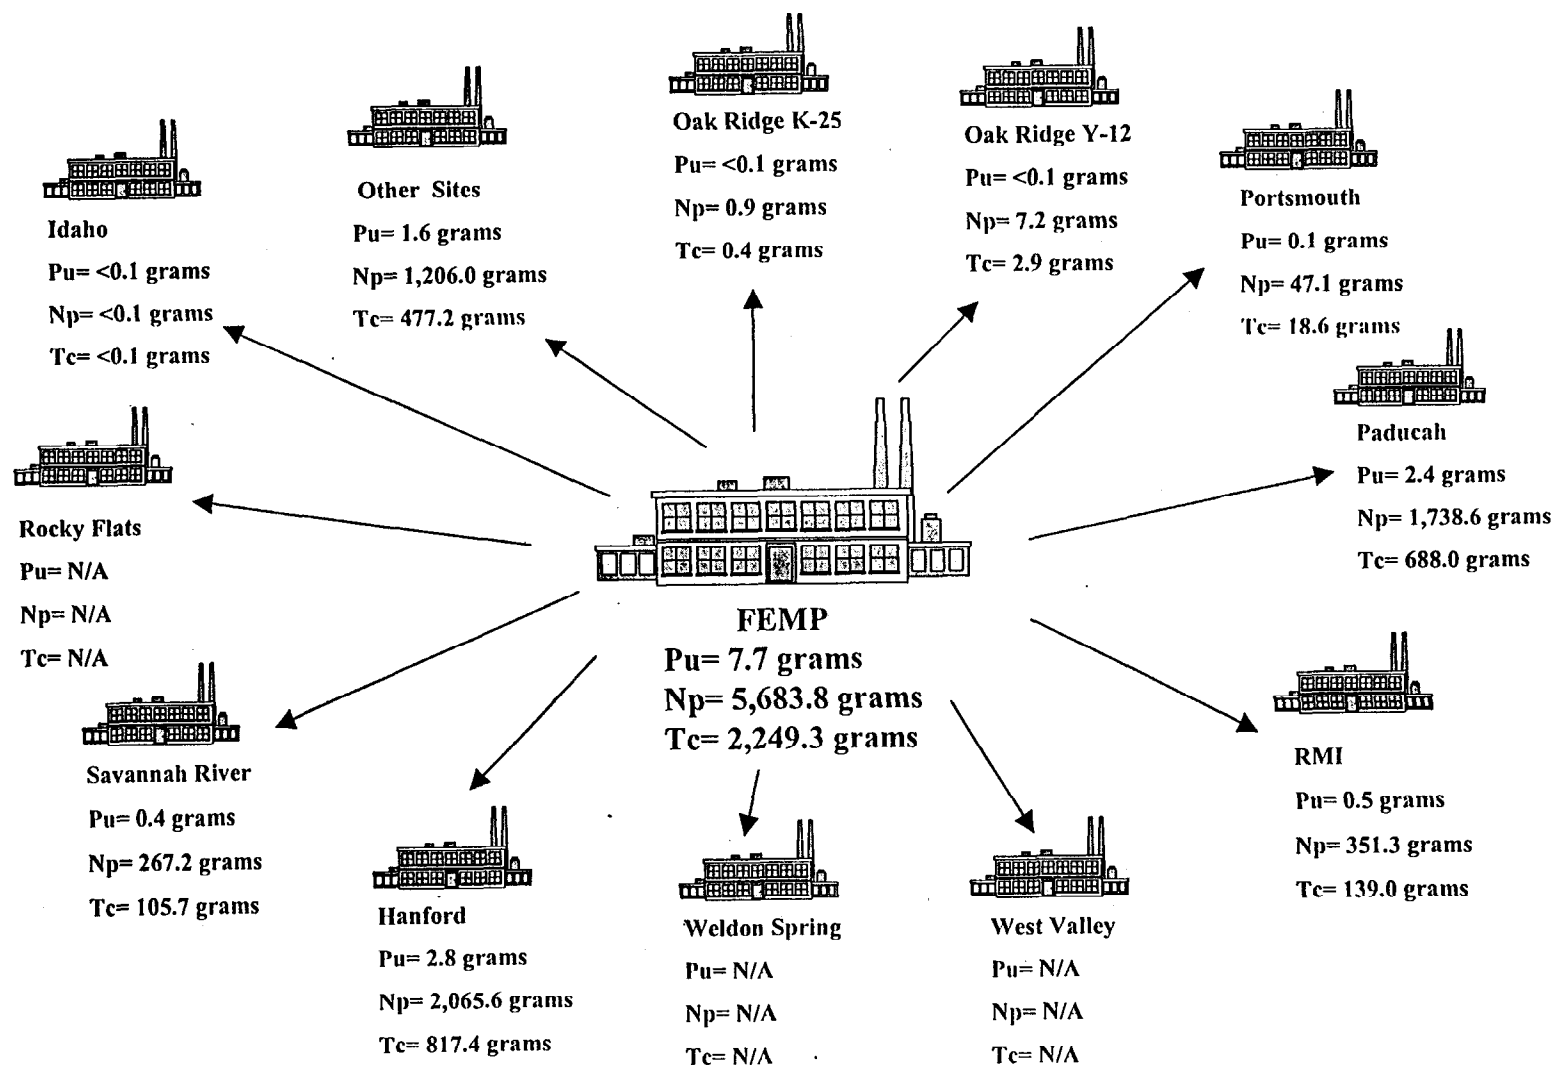 Oak Ridge K-25
Pu= <0.1 grams
Np= 0.9 grams
Tc= 0.4 grams
Oak Ridge Y-12
Pu= <0.1 grams
Np= 7.2 grams
Tc= 2.9 grams
Other Sites
Pu= 1.6 grams
Np= 1,206.0 grams
Tc= 477.2 grams
Portsmouth
Pu= 0.1 grams
Np= 47.1 grams
Tc= 18.6 grams
Idaho
Pu= <0.1 grams
Np= <0.1 grams
Tc= <0.1 grams
Paducah
Pu= 2.4 grams
Np= 1,738.6 grams
Tc= 688.0 grams
Rocky Flats
Pu= N/A
Np= N/A
Tc= N/A
FEMP
Pu= 7.7 grams
Np= 5,683.8 grams
Tc= 2,249.3 grams
Savannah River
Pu= 0.4 grams
Np= 267.2 grams
Tc= 105.7 grams
RMI
Pu= 0.5 grams
Np= 351.3 grams
Tc= 139.0 grams
Hanford
Pu= 2.8 grams
Np= 2,065.6 grams
Tc= 817.4 grams
Weldon Spring
Pu= N/A
Np= N/A
Tc= N/A
West Valley
Pu= N/A
Np= N/A
Tc= N/A